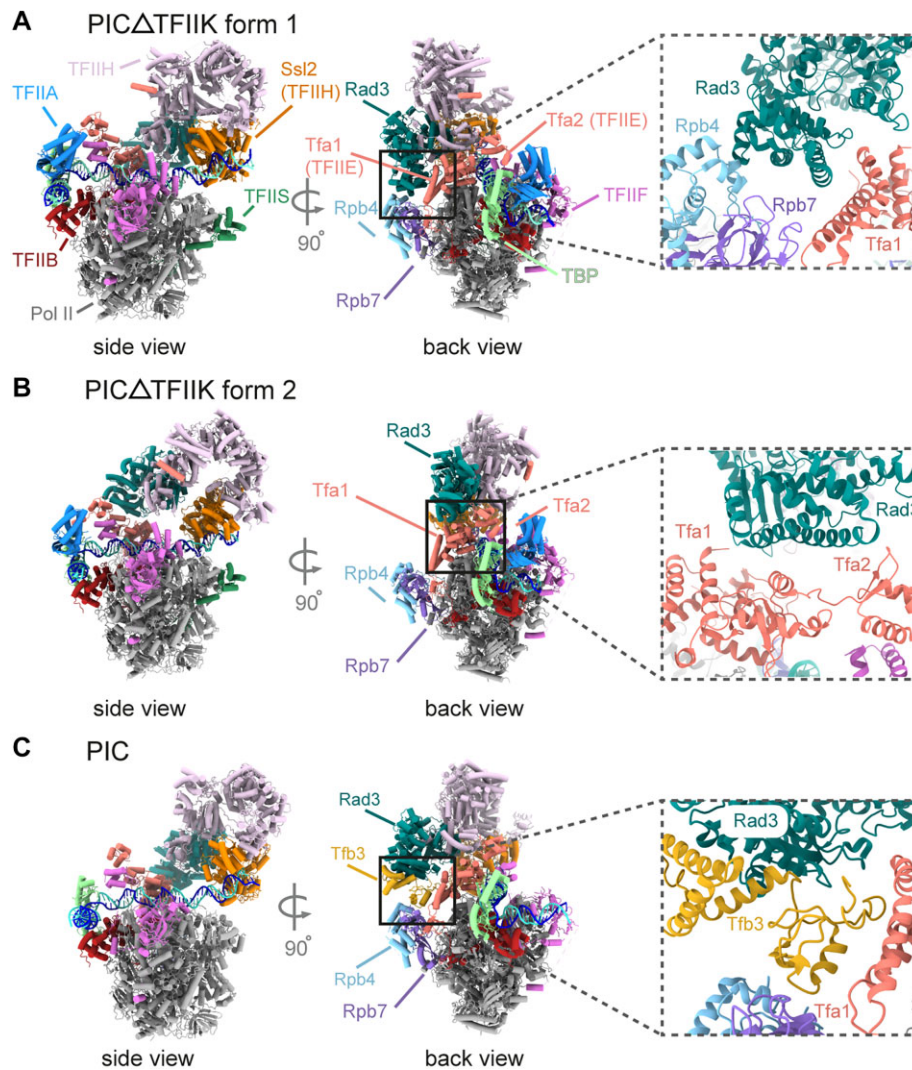 A PIC△TFIIK form 1
TFIIH
TFIIA
Ssl2
(TFIIH)
TFIIS
TFIIB
Pol II
side view
90°
Rad3
Tfa1
(TFIIE)
Tfa2 (TFIIE)
Rpb4
TFIIF
TBP
Rpb7
back view
Rad3
Rpb4
Rpb7
Tfa1
B PIC△TFIIK form 2
side view
90°
Rad3
Tfa1
Tfa2
Rpb4
Rpb7
back view
Rad3
Tfa1
Tfa2
C PIC
side view
90°
Rad3
Tfb3
Rpb4
Rpb7
back view
Rad3
Tfb3
Tfa1